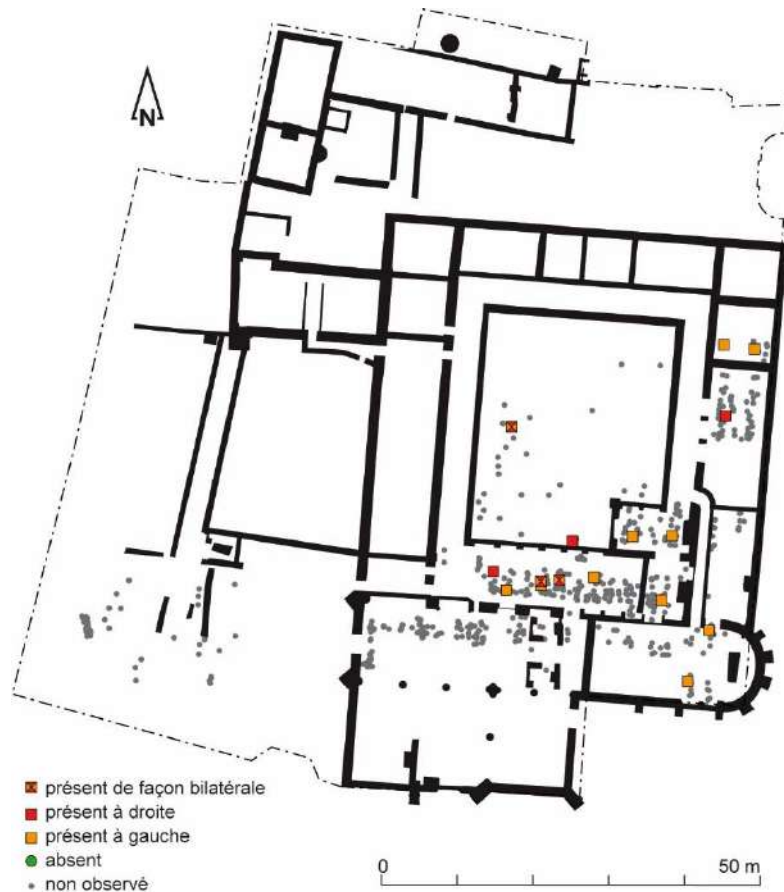 N
présent de façon bilatérale
présent à droite
présent à gauche
absent
non observé
0 50 m